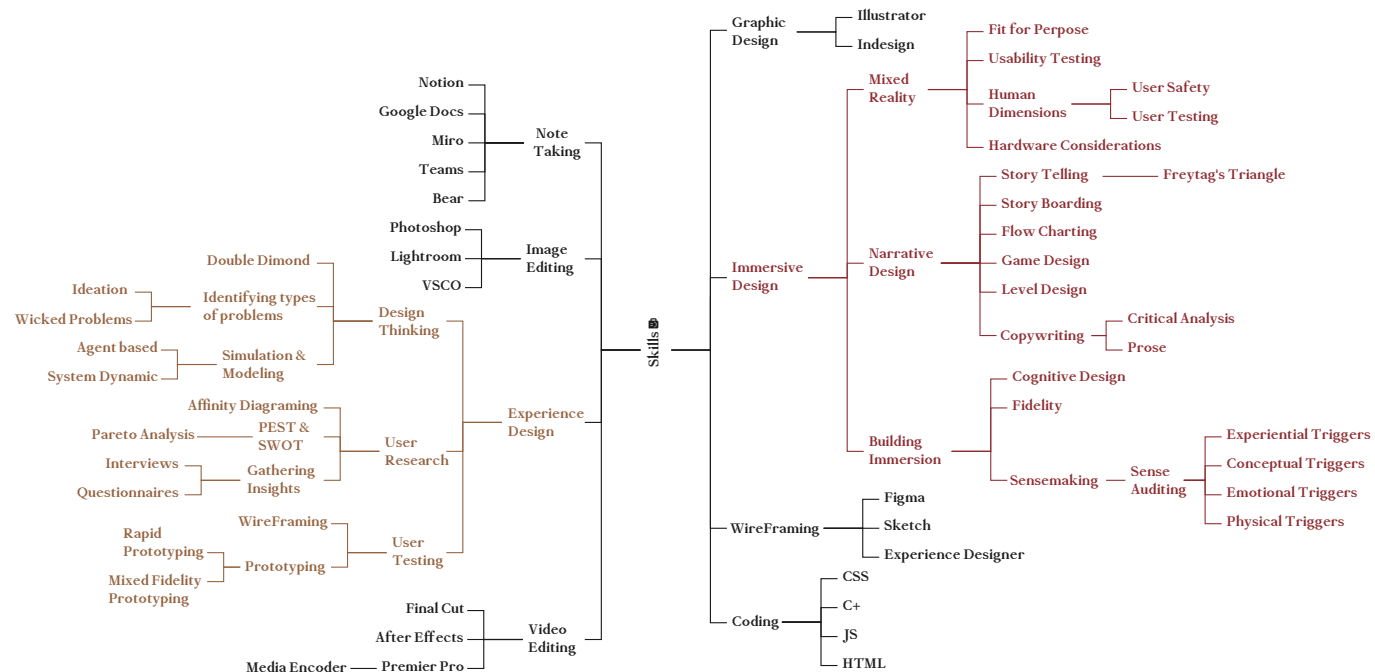 Skills
Note
Taking
Notion
Google Docs
Miro
Teams
Bear
Image
Editing
Photoshop
Lightroom
VSCO
Experience
Design
Design
Thinking
Double Dimond
Identifying types
of problems
Ideation
Wicked Problems
Simulation &
Modeling
Agent based
System Dynamic
User
Research
Affinity Diagraming
PEST &
SWOT
Pareto Analysis
Gathering
Insights
Interviews
Questionnaires
User
Testing
WireFraming
Prototyping
Rapid
Prototyping
Mixed Fidelity
Prototyping
Video
Editing
Final Cut
After Effects
Premier Pro
Media Encoder
Graphic
Design
Illustrator
Indesign
Immersive
Design
Mixed
Reality
Fit for Perpose
Usability Testing
Human
Dimensions
User Safety
User Testing
Hardware Considerations
Narrative
Design
Story Telling
Freytag's Triangle
Story Boarding
Flow Charting
Game Design
Level Design
Copywriting
Critical Analysis
Prose
Building
Immersion
Cognitive Design
Fidelity
Sensemaking
Sense
Auditing
Experiential Triggers
Conceptual Triggers
Emotional Triggers
Physical Triggers
WireFraming
Figma
Sketch
Experience Designer
Coding
CSS
C+
JS
HTML